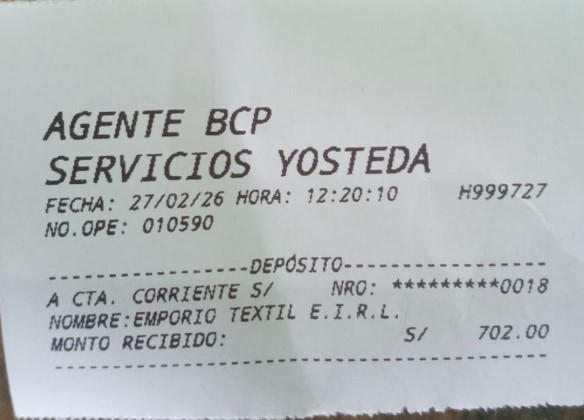 AGENTE BCP
SERVICIOS YOSTEDA
FECHA: 27/02/26 HORA: 12:20:10 H999727
NO.OPE: 010590
------------------DEPÓSITO------------------
A CTA. CORRIENTE S/ NRO: *********0018
NOMBRE:EMPORIO TEXTIL E.I.R.L.
MONTO RECIBIDO: S/ 702.00
--------------------------------------------